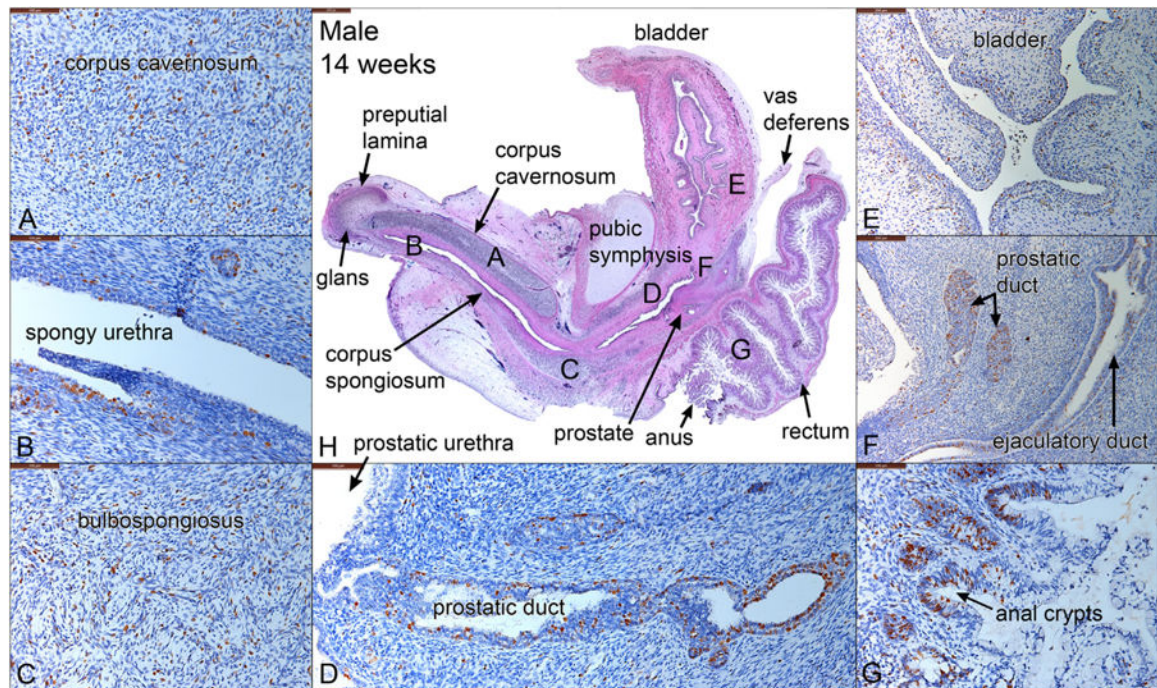 corpus cavernosum
A
spongy urethra
B
bulbospongiosus
C
Male
14 weeks
bladder
preputial
lamina
corpus
cavernosum
vas
deferens
glans
pubic
symphysis
corpus
spongiosum
A
B
C
D
E
F
G
prostate
anus
rectum
H
prostatic urethra
prostatic duct
D
bladder
E
prostatic
duct
ejaculatory duct
F
anal crypts
G